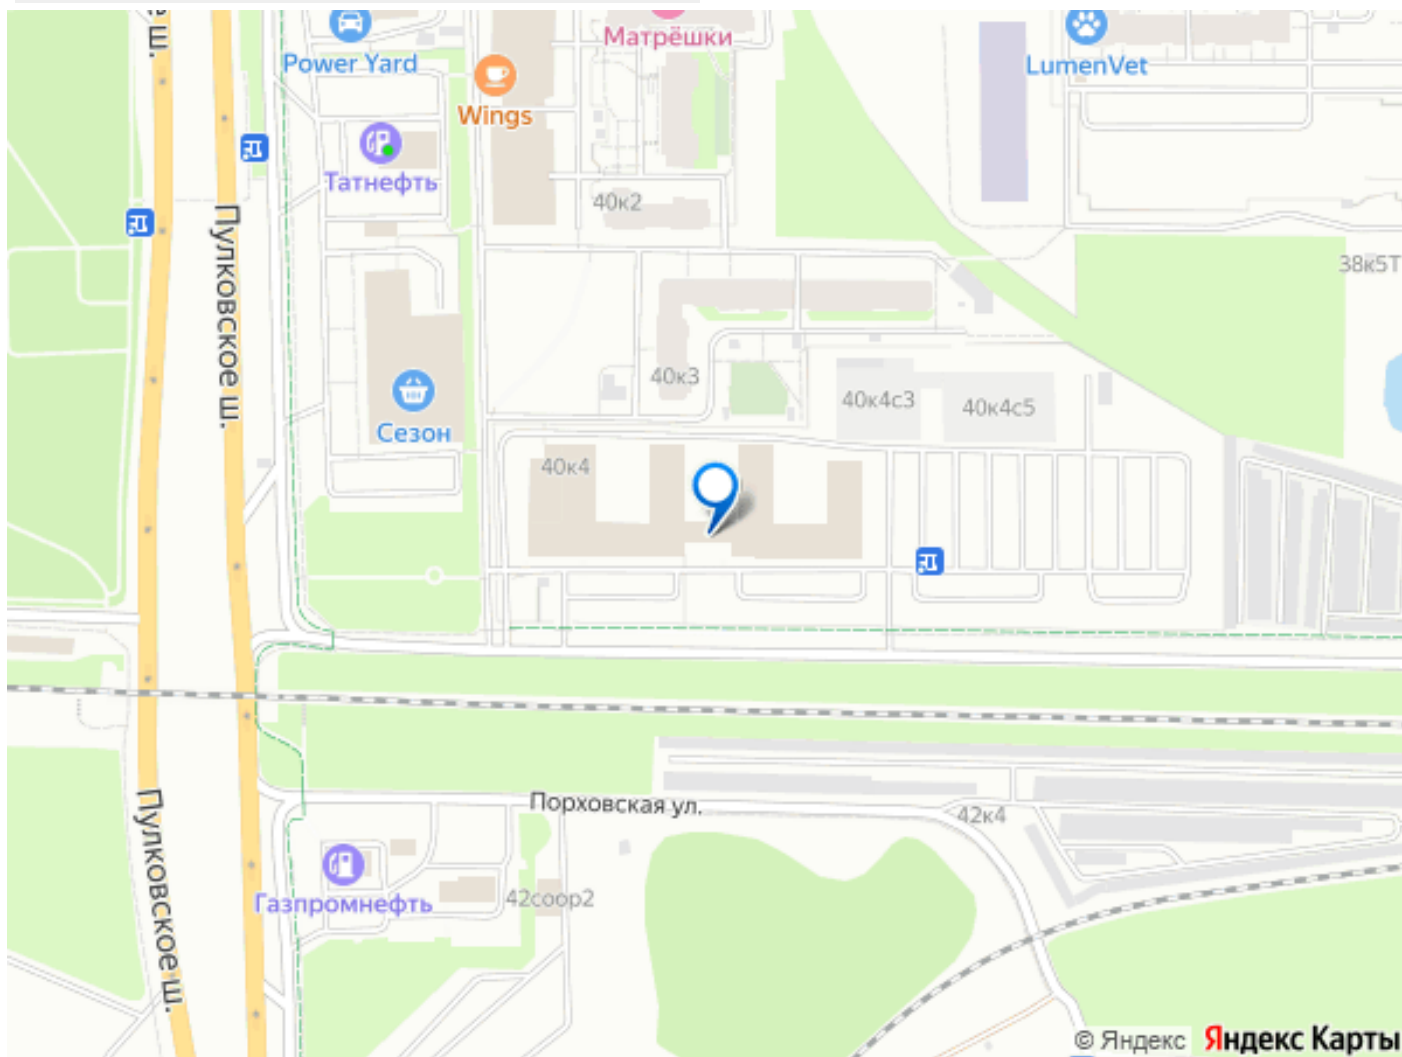 Ш.
Power Yard
Матрёшки
LumenVet
Wings
Татнефть
40к2
Пулковское ш.
38к5Т
40к3
40к4с3
40к4с5
Сезон
40к4
Порховская ул.
42к4
Пулковское ш.
Газпромнефть
42соор2
© Яндекс Яндекс Карты